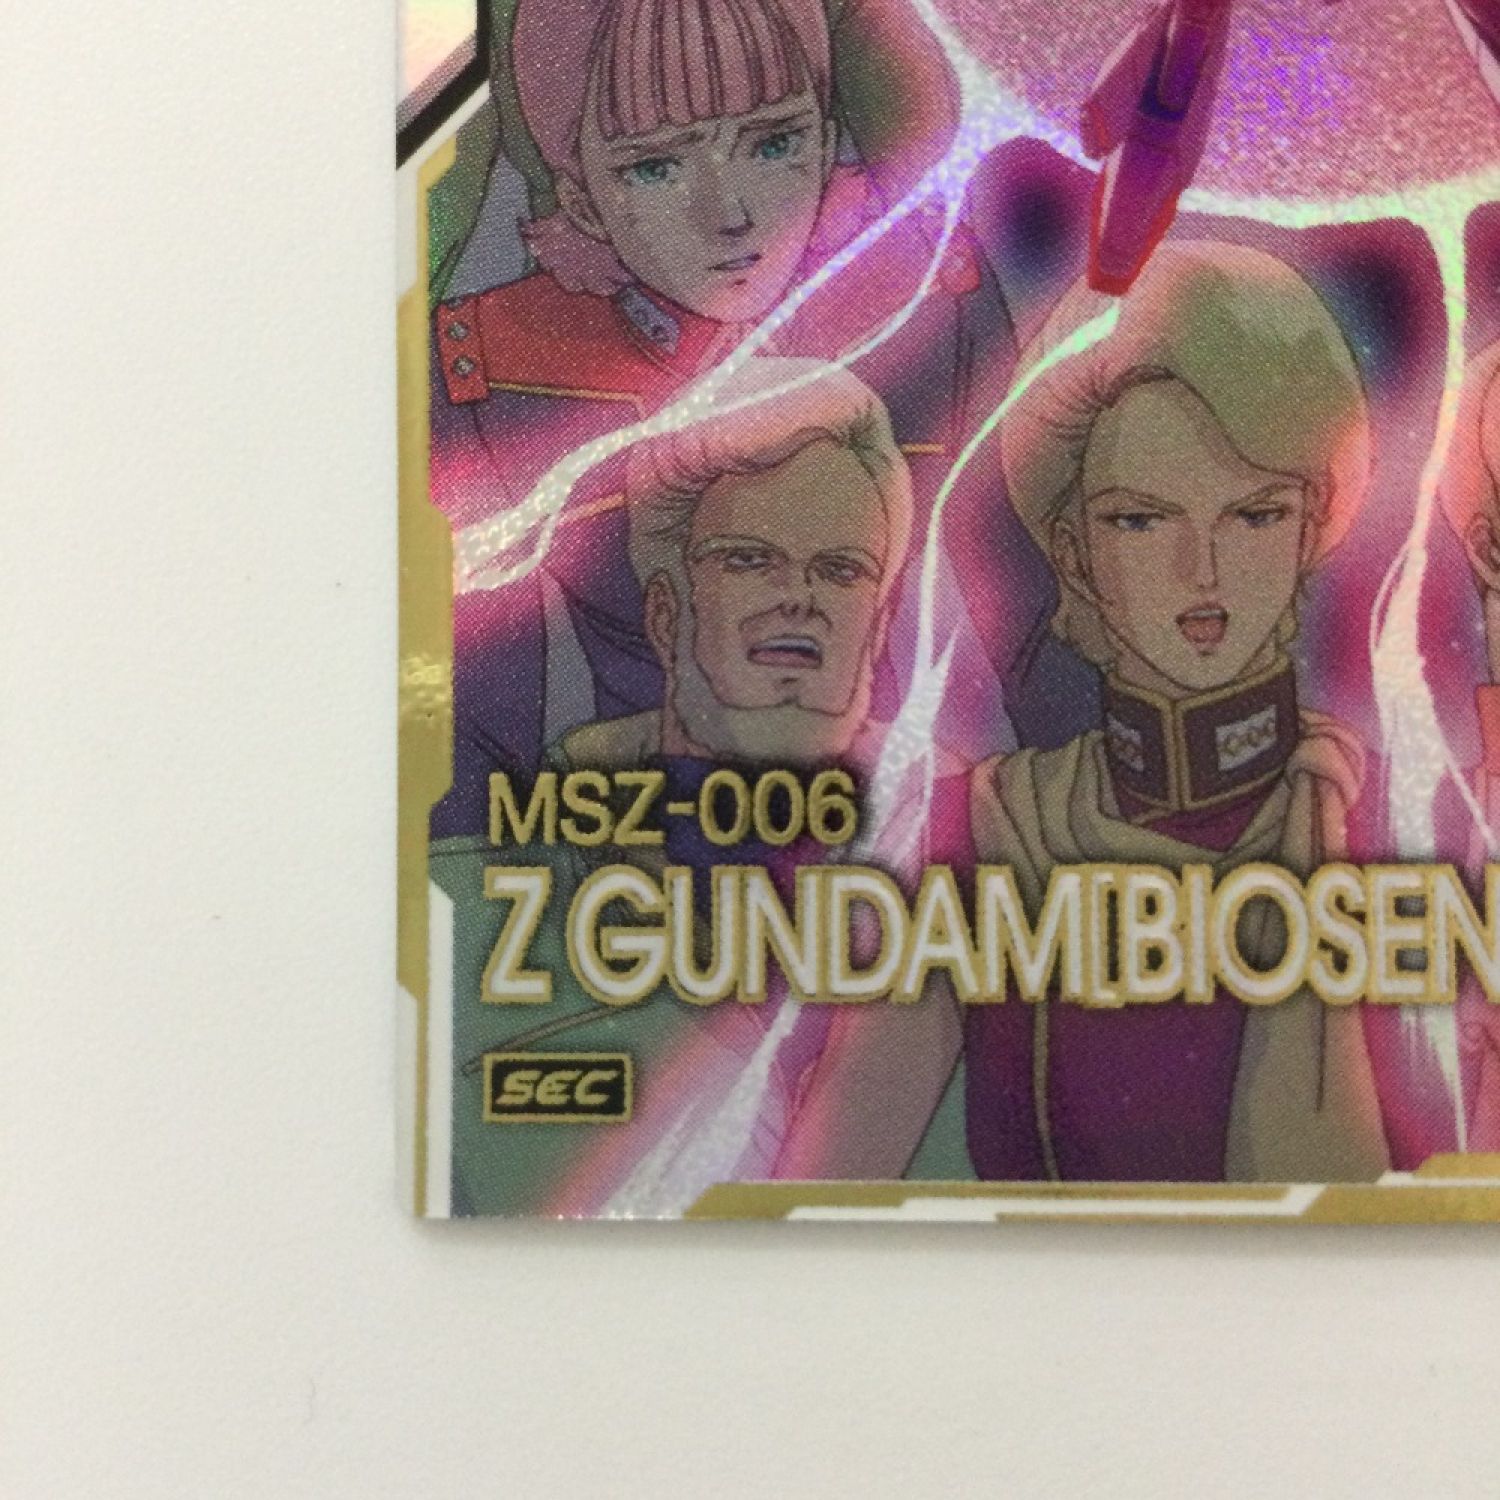 MSZ-006
Z GUNDAM[BIOSEN
SEC